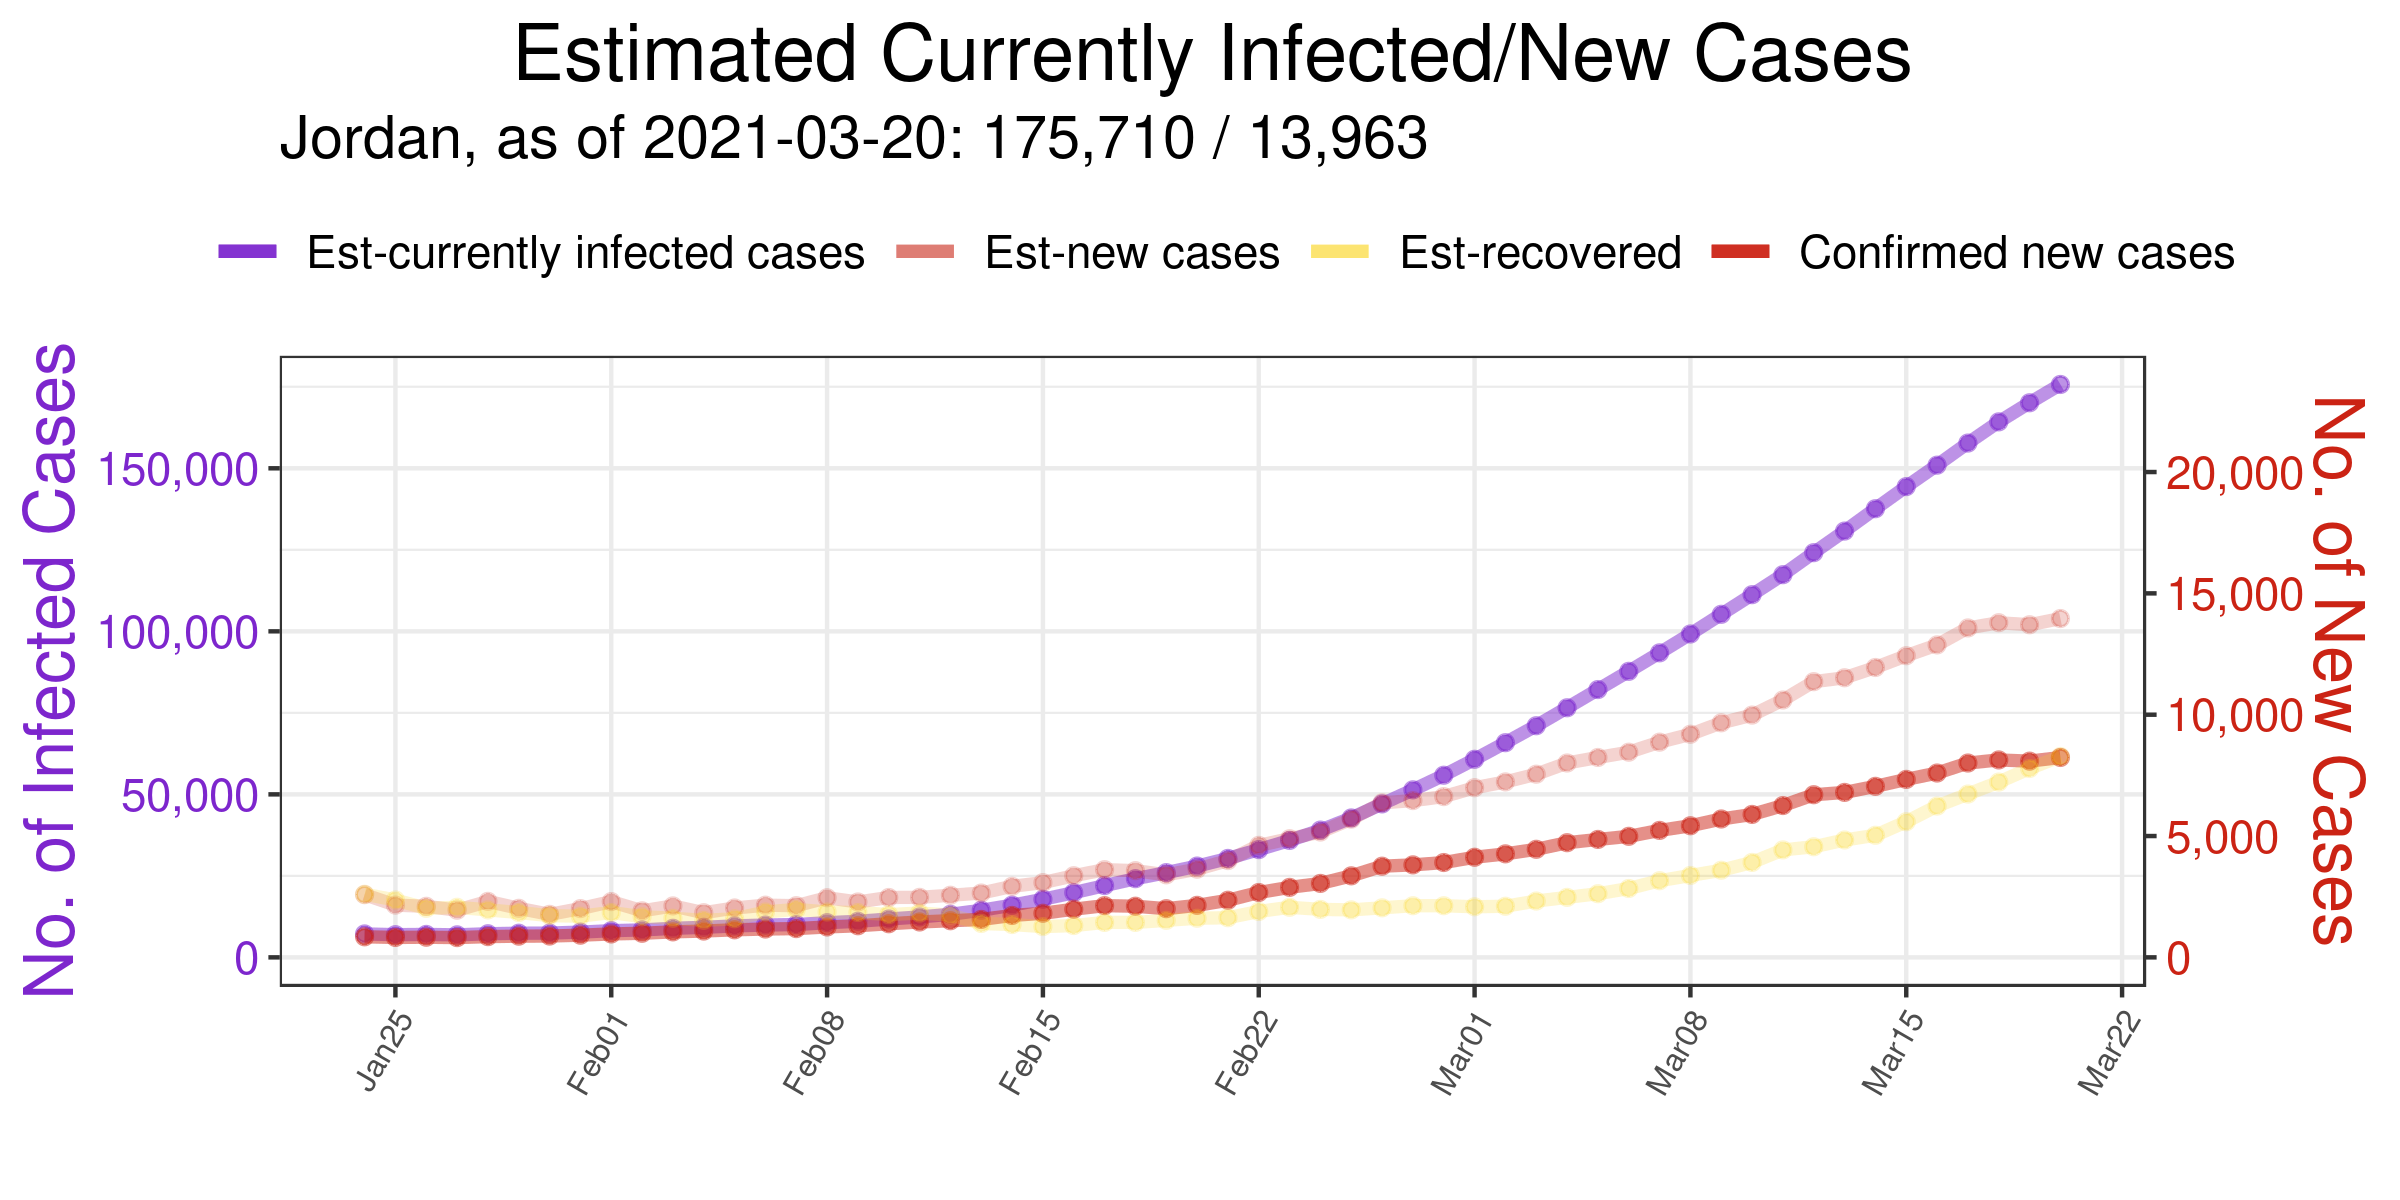 Estimated Currently Infected/New Cases
Jordan, as of 2021-03-20: 175,710 / 13,963
Est-currently infected cases Est-new cases Est-recovered Confirmed new cases
No. of Infected Cases
150,000
100,000
50,000
0
20,000
15,000
10,000
5,000
0
No. of New Cases
Jan25 Feb01 Feb08 Feb15 Feb22 Mar01 Mar08 Mar15 Mar22